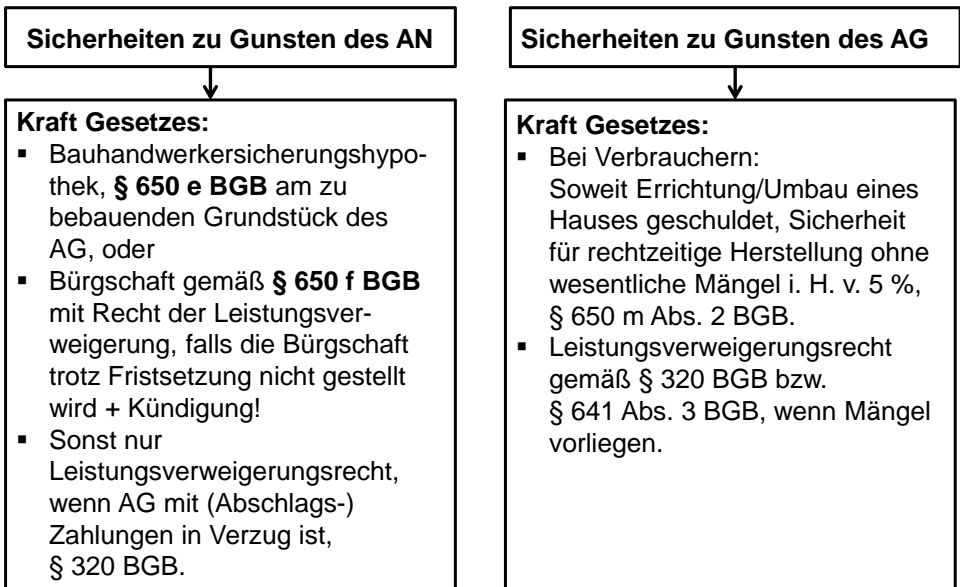 Sicherheiten zu Gunsten des AN
Kraft Gesetzes:
▪ Bauhandwerkersicherungshypo-
thek, § 650 e BGB am zu
bebauenden Grundstück des
AG, oder
▪ Bürgschaft gemäß § 650 f BGB
mit Recht der Leistungsver-
weigerung, falls die Bürgschaft
trotz Fristsetzung nicht gestellt
wird + Kündigung!
▪ Sonst nur
Leistungsverweigerungsrecht,
wenn AG mit (Abschlags-)
Zahlungen in Verzug ist,
§ 320 BGB.
Sicherheiten zu Gunsten des AG
Kraft Gesetzes:
▪ Bei Verbrauchern:
Soweit Errichtung/Umbau eines
Hauses geschuldet, Sicherheit
für rechtzeitige Herstellung ohne
wesentliche Mängel i. H. v. 5 %,
§ 650 m Abs. 2 BGB.
▪ Leistungsverweigerungsrecht
gemäß § 320 BGB bzw.
§ 641 Abs. 3 BGB, wenn Mängel
vorliegen.